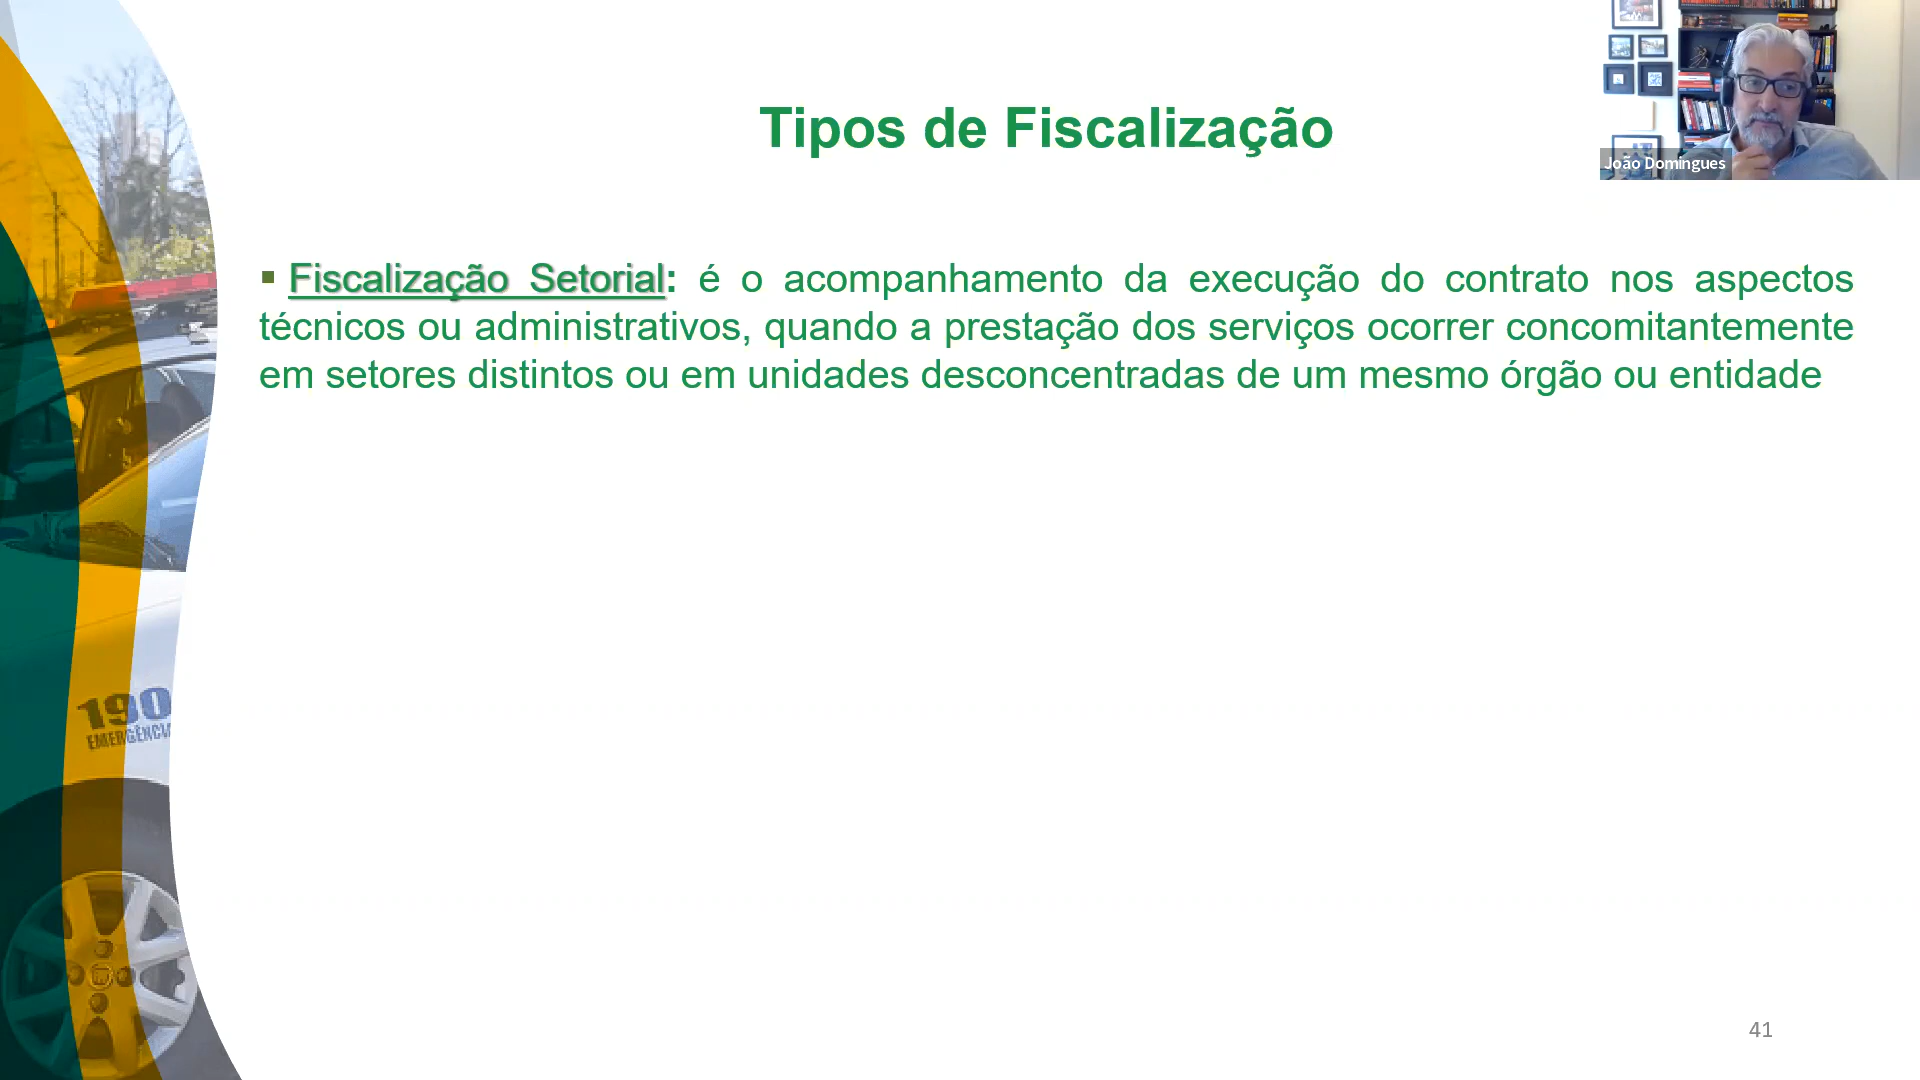 Tipos de Fiscalização
João Domingues
▪ Fiscalização Setorial: é o acompanhamento da execução do contrato nos aspectos
técnicos ou administrativos, quando a prestação dos serviços ocorrer concomitantemente
em setores distintos ou em unidades desconcentradas de um mesmo órgão ou entidade
190
EMERGÊNCIA
41